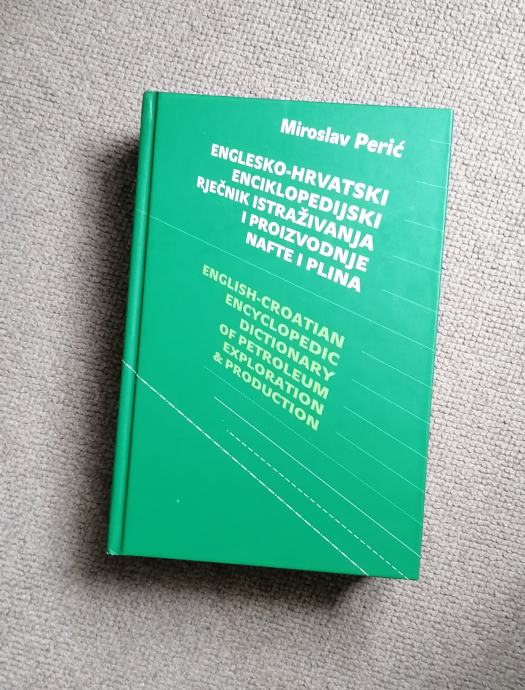 Miroslav Perić
ENGLESKO-HRVATSKI
ENCIKLOPEDIJSKI
RJEČNIK ISTRAŽIVANJA
I PROIZVODNJE
NAFTE I PLINA
ENGLISH-CROATIAN
ENCYCLOPEDIC
DICTIONARY
OF PETROLEUM
EXPLORATION
& PRODUCTION